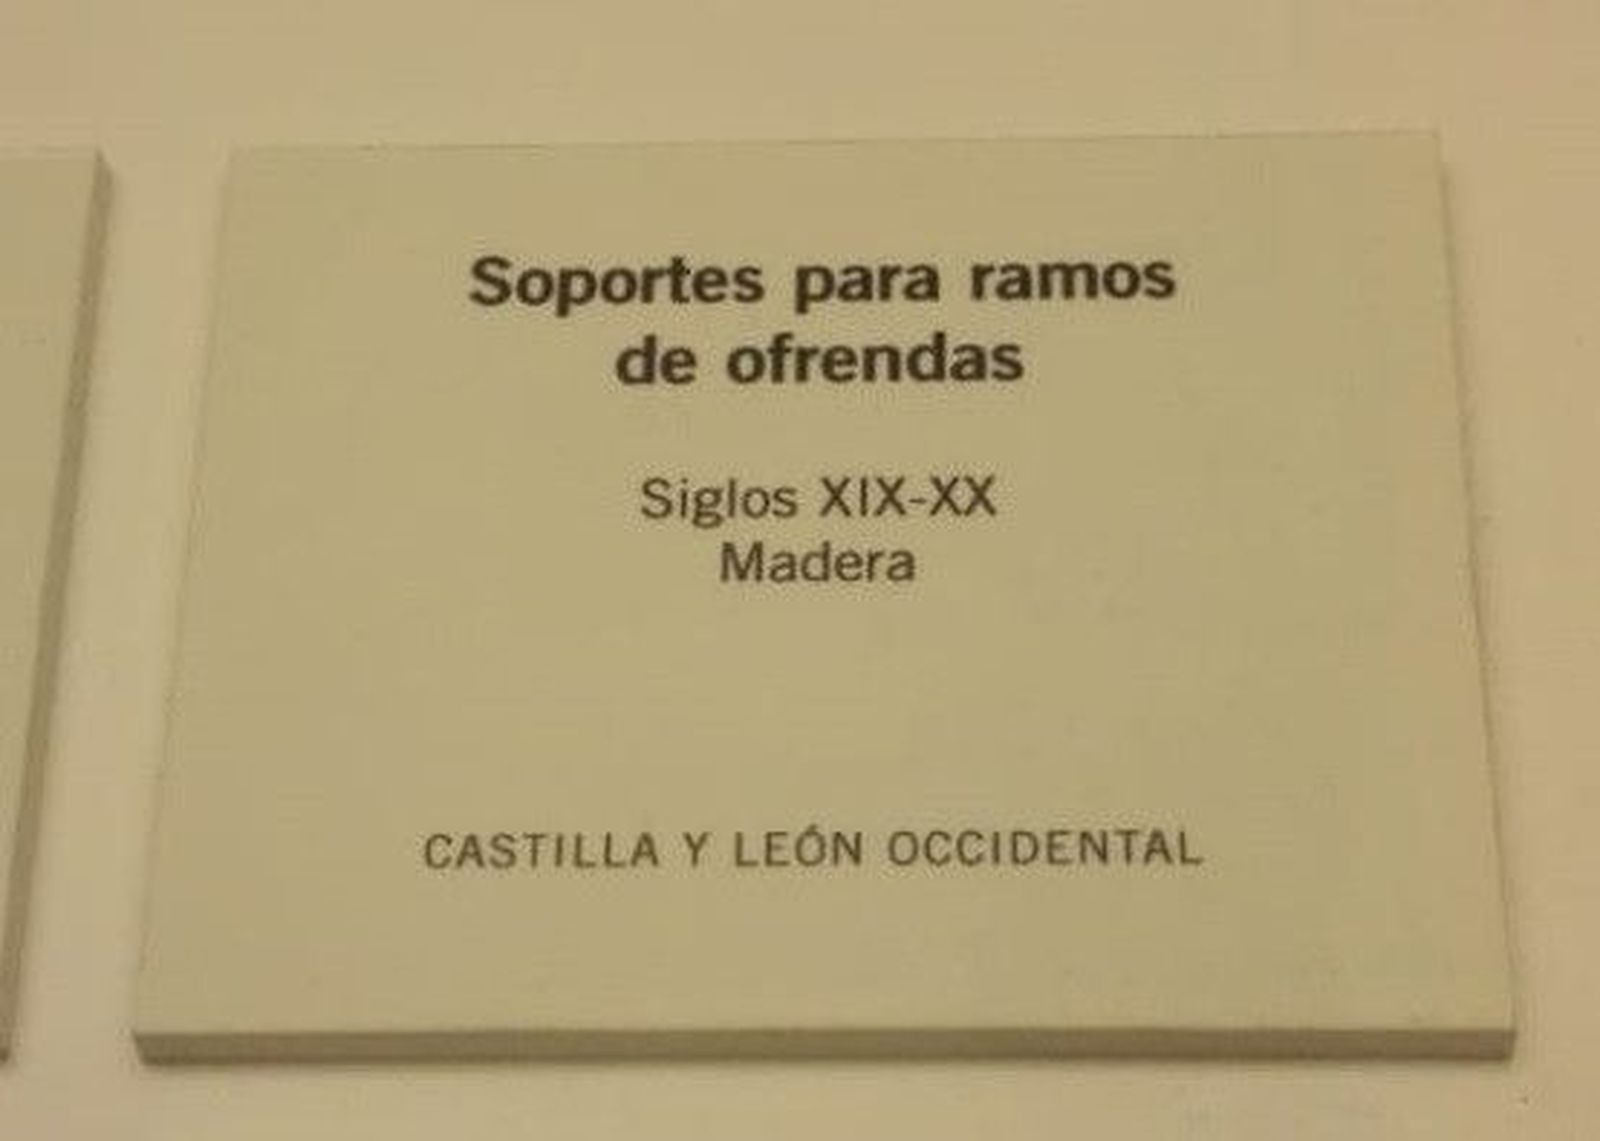 Soportes para ramos
de ofrendas
Siglos XIX-XX
Madera
CASTILLA Y LEÓN OCCIDENTAL